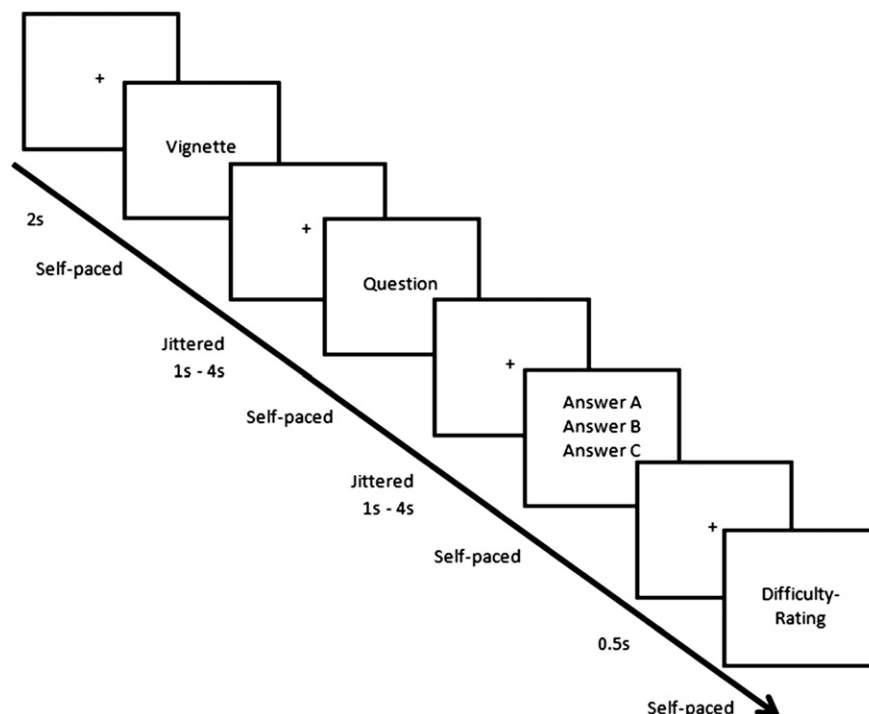 +
Vignette
+
Question
+
Answer A
Answer B
Answer C
+
Difficulty-
Rating
2s
Self-paced
Jittered
1s - 4s
Self-paced
Jittered
1s - 4s
Self-paced
0.5s
Self-paced